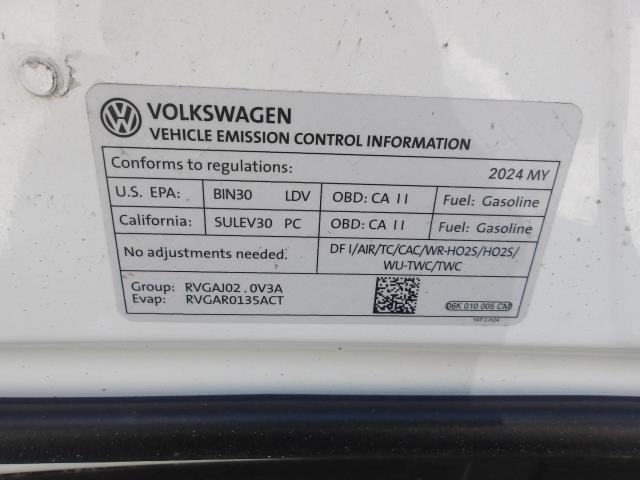 VOLKSWAGEN
VEHICLE EMISSION CONTROL INFORMATION
Conforms to regulations: 2024 MY
U.S. EPA: BIN30 LDV OBD: CA II Fuel: Gasoline
California: SULEV30 PC OBD: CA II Fuel: Gasoline
No adjustments needed. DFI/AIR/TC/CAC/WR-HO2S/HO2S/
WU-TWC/TWC
Group: RVGAJ02.0V3A
Evap: RVGAR0135ACT
06K 010 005 CM